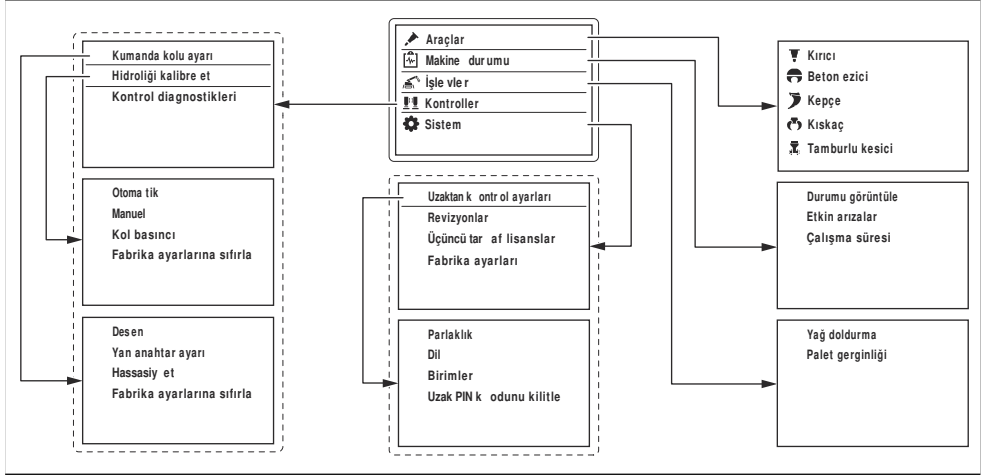 Kumanda kolu ayarı
Hidroliği kalibre et
Kontrol diagnostikleri
Otomatik
Manuel
Kol basıncı
Fabrika ayarlarına sıfırla
Desen
Yan anahtar ayarı
Hassasiyet
Fabrika ayarlarına sıfırla
Araçlar
Makine durumu
İşlevler
Kontroller
Sistem
Uzaktan kontrol ayarları
Revizyonlar
Üçüncü taraf lisanslar
Fabrika ayarları
Parlaklık
Dil
Birimler
Uzak PIN kodunu kilitle
Kırıcı
Beton ezici
Kepçe
Kıskaç
Tamburlu kesici
Durumu görüntüle
Etkin arızalar
Çalışma süresi
Yağ doldurma
Palet gerginliği